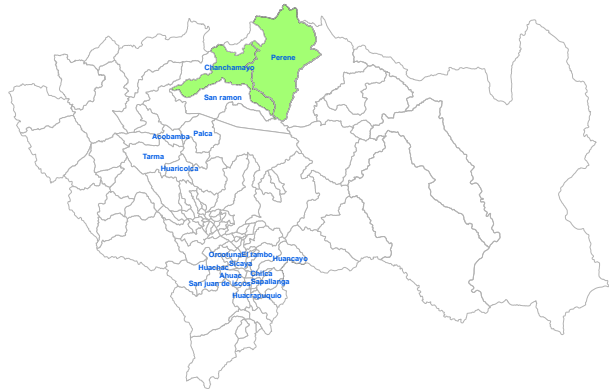 Perene
Chanchamayo
San ramon
Acobamba
Palca
Tarma
Huaricolca
Orcotuna
El tambo
Huancayo
Sicaya
Huachac
Ahuac
Chilca
San juan de iscos
Sapallanga
Huacrapuquio